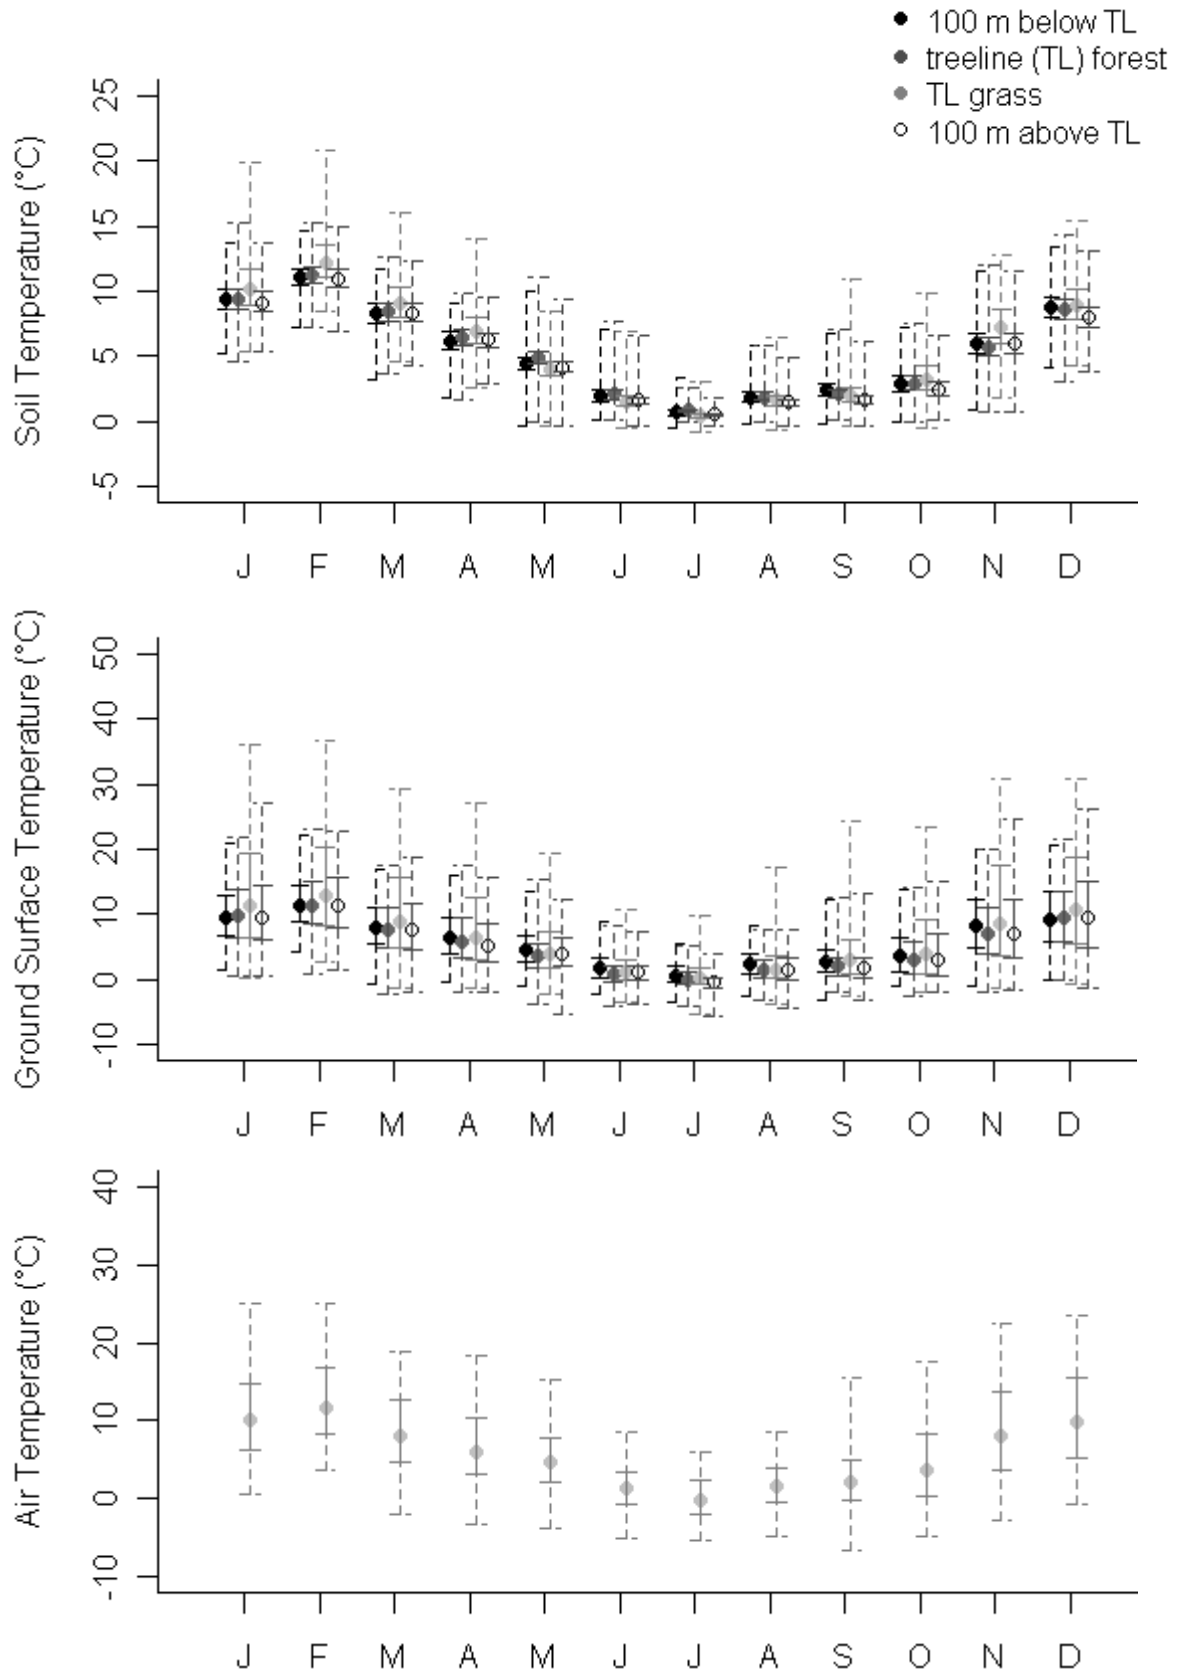 100 m below TL
treeline (TL) forest
TL grass
100 m above TL
Soil Temperature (°C)
25
20
15
10
5
0
-5
J F M A M J J A S O N D
Ground Surface Temperature (°C)
50
40
30
20
10
0
-10
J F M A M J J A S O N D
Air Temperature (°C)
40
30
20
10
0
-10
J F M A M J J A S O N D